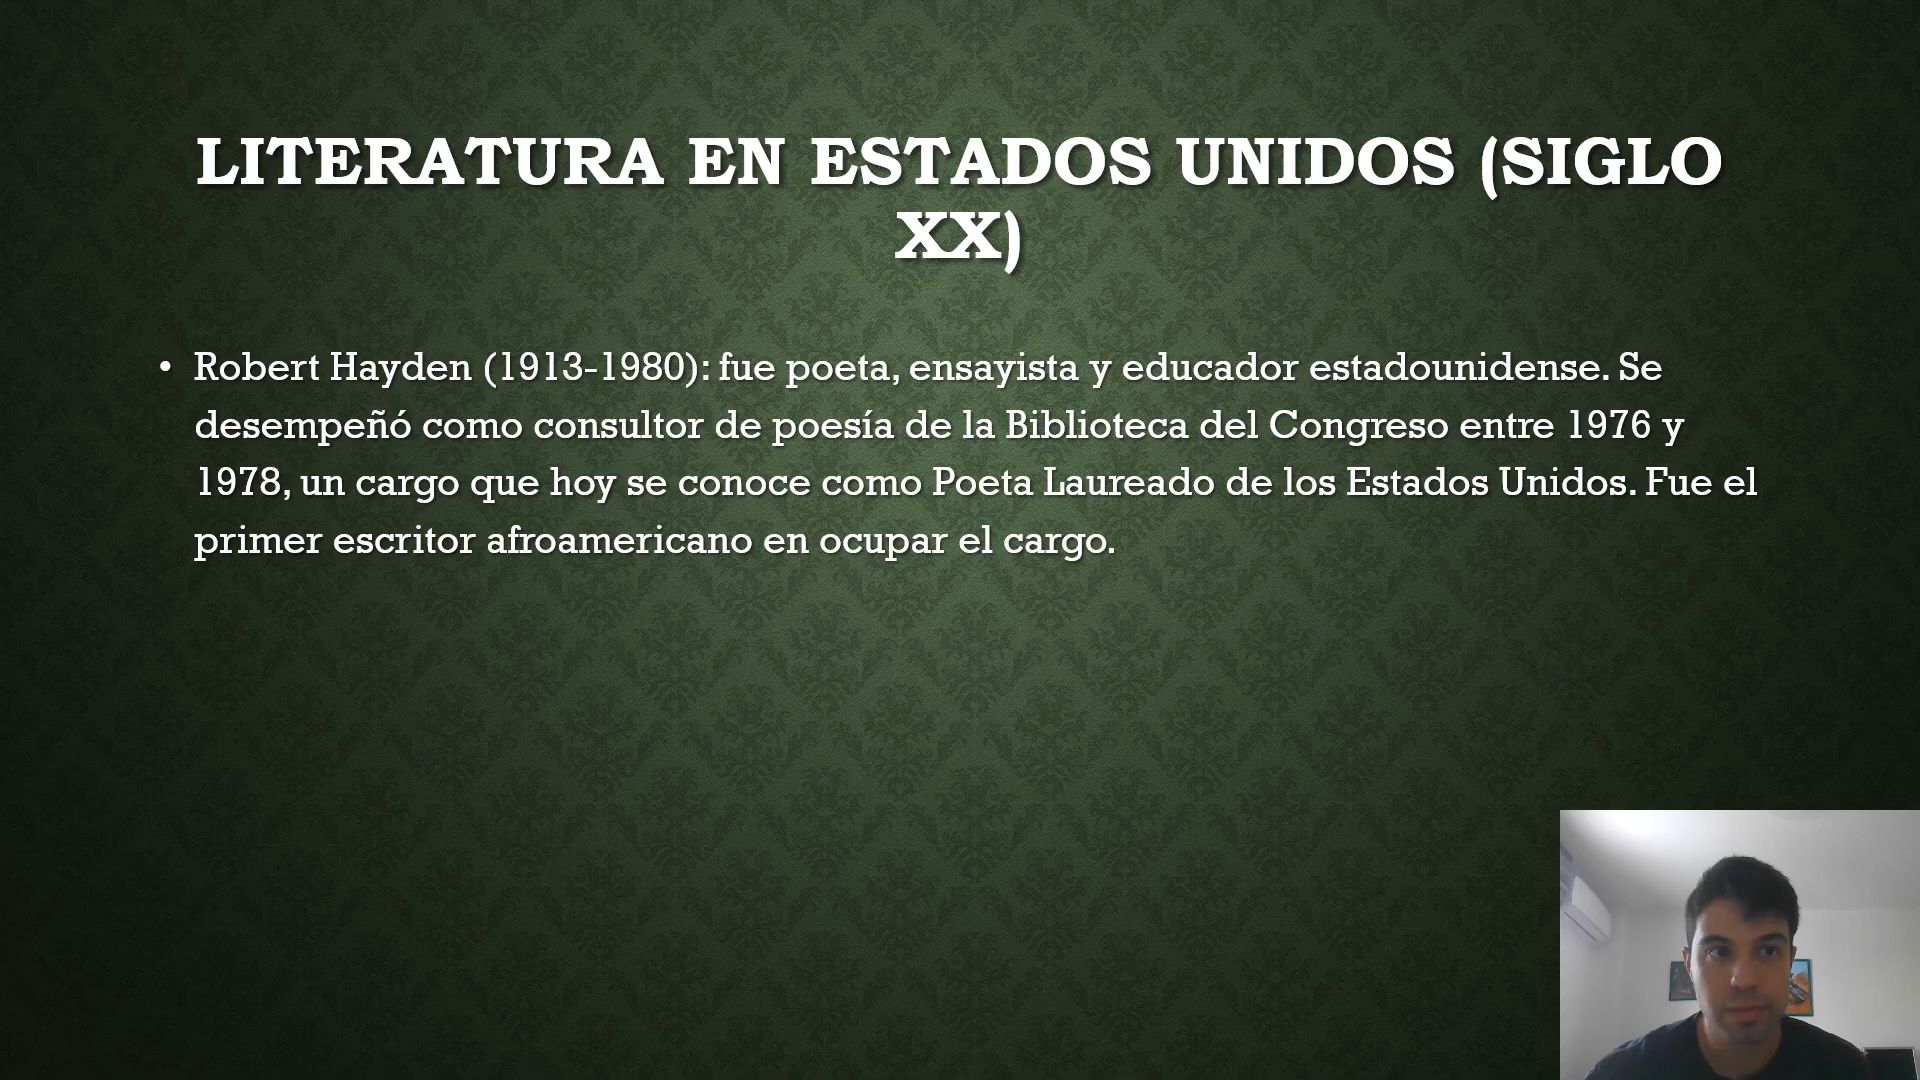 LITERATURA EN ESTADOS UNIDOS (SIGLO
XX)
• Robert Hayden (1913-1980): fue poeta, ensayista y educador estadounidense. Se
desempeñó como consultor de poesía de la Biblioteca del Congreso entre 1976 y
1978, un cargo que hoy se conoce como Poeta Laureado de los Estados Unidos. Fue el
primer escritor afroamericano en ocupar el cargo.